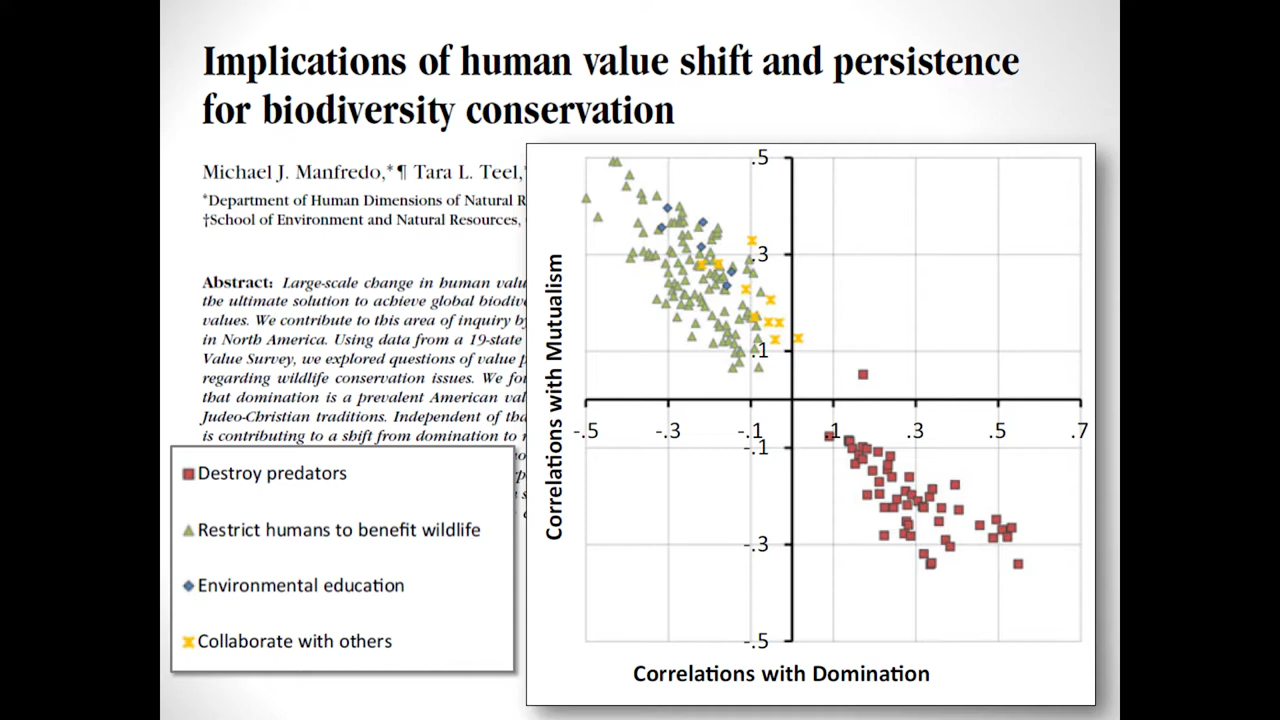 Implications of human value shift and persistence
for biodiversity conservation
Michael J. Manfredo,*¶ Tara L. Teel,
*Department of Human Dimensions of Natural R
†School of Environment and Natural Resources,
Abstract: Large-scale change in human
the ultimate solution to achieve global
values. We contribute to this area of inquiry by
in North America. Using data from a 19-state
Value Survey, we explored questions of value
regarding wildlife conservation issues. We
that domination is a prevalent American
Judeo-Christian traditions. Independent of
is contributing to a shift from domination to
Destroy predators
Restrict humans to benefit wildlife
Environmental education
Collaborate with others
Correlations with Mutualism
.5
.3
.1
-.5
-.3
-.1
.1
.3
.5
.7
-.1
-.3
-.5
Correlations with Domination